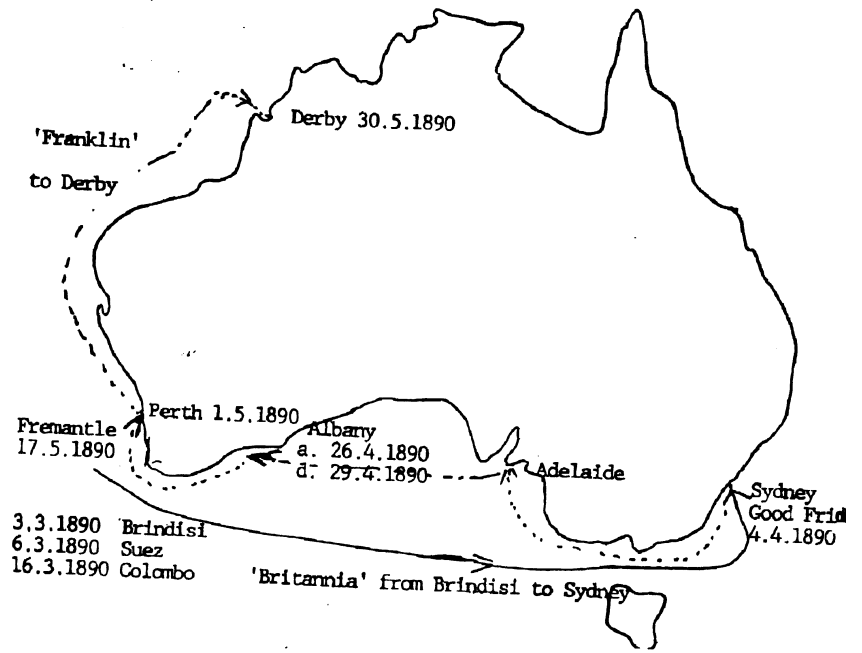 Derby 30.5.1890
'Franklin'
to Derby
Perth 1.5.1890
Fremantle
17.5.1890
Albany
a. 26.4.1890
d. 29.4.1890
Adelaide
Sydney
Good Frid
4.4.1890
3.3.1890 Brindisi
6.3.1890 Suez
16.3.1890 Colombo
'Britannia' from Brindisi to Sydney